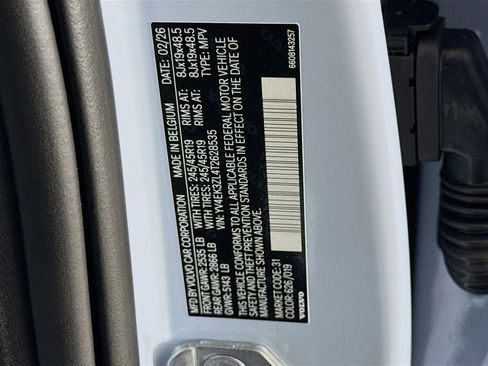 MFD BY VOLVO CAR CORPORATION MADE IN BELGIUM DATE: 02/26
FRONT GAWR: 2535 LB WITH TIRES: 245/45R19 RIMS AT: 8Jx19x48.5
REAR GAWR: 2866 LB WITH TIRES: 245/45R19 RIMS AT: 8Jx19x48.5
GVWR: 5143 LB VIN: YV4EK3ZL4T2628535 TYPE: MPV
THIS VEHICLE CONFORMS TO ALL APPLICABLE FEDERAL MOTOR VEHICLE
SAFETY AND THEFT PREVENTION STANDARDS IN EFFECT ON THE DATE OF
MANUFACTURE SHOWN ABOVE.
MARKET CODE: 31
COLOR: 626/019
VOLVO
6608143257